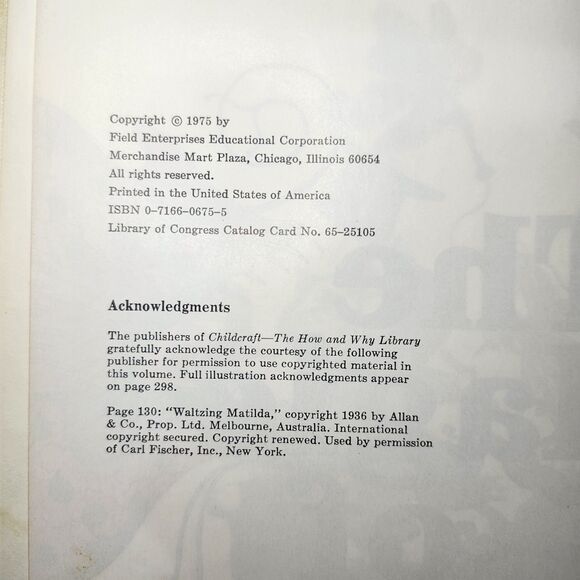 Copyright © 1975 by
Field Enterprises Educational Corporation
Merchandise Mart Plaza, Chicago, Illinois 60654
All rights reserved.
Printed in the United States of America
ISBN 0–7166–0675–5
Library of Congress Catalog Card No. 65–25105
Acknowledgments
The publishers of Childcraft—The How and Why Library
gratefully acknowledge the courtesy of the following
publisher for permission to use copyrighted material in
this volume. Full illustration acknowledgments appear
on page 298.
Page 130: “Waltzing Matilda,” copyright 1936 by Allan
& Co., Prop. Ltd. Melbourne, Australia. International
copyright secured. Copyright renewed. Used by permission
of Carl Fischer, Inc., New York.